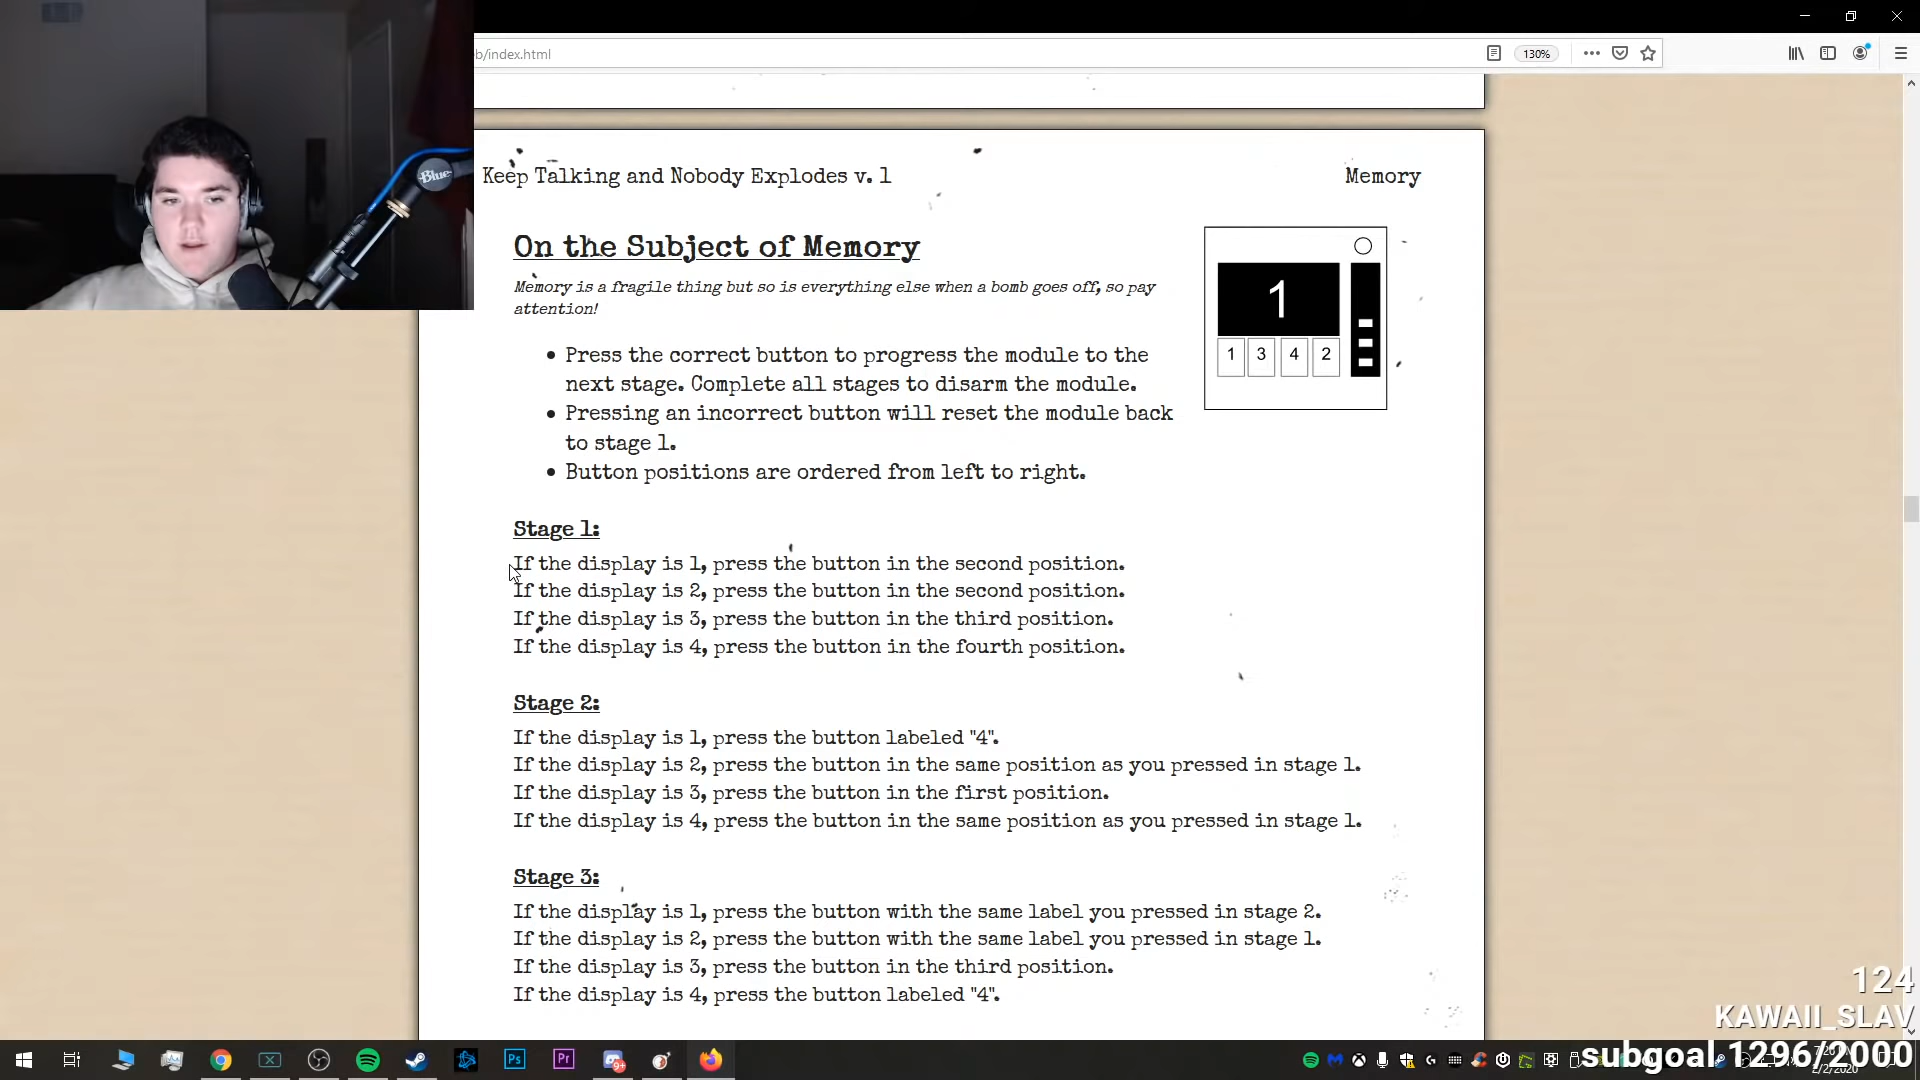 b/index.html
130%
Keep Talking and Nobody Explodes v. 1
Memory
On the Subject of Memory
Memory is a fragile thing but so is everything else when a bomb goes off, so pay
attention!
1
1 3 4 2
• Press the correct button to progress the module to the
next stage. Complete all stages to disarm the module.
• Pressing an incorrect button will reset the module back
to stage 1.
• Button positions are ordered from left to right.
Stage 1:
If the display is 1, press the button in the second position.
If the display is 2, press the button in the second position.
If the display is 3, press the button in the third position.
If the display is 4, press the button in the fourth position.
Stage 2:
If the display is 1, press the button labeled "4".
If the display is 2, press the button in the same position as you pressed in stage 1.
If the display is 3, press the button in the first position.
If the display is 4, press the button in the same position as you pressed in stage 1.
Stage 3:
If the display is 1, press the button with the same label you pressed in stage 2.
If the display is 2, press the button with the same label you pressed in stage 1.
If the display is 3, press the button in the third position.
If the display is 4, press the button labeled "4".
Blue
124
KAWAII_SLAV
subgoal 1296/2000
Ps
Pr
9+
2/2/2020